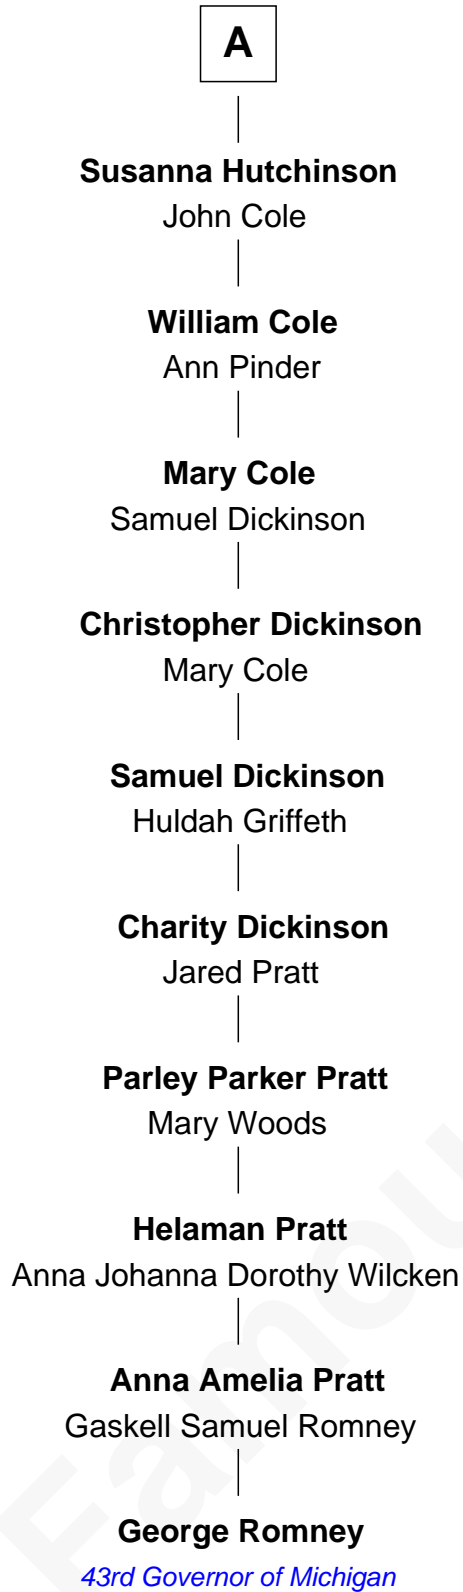 A
Susanna Hutchinson
John Cole
William Cole
Ann Pinder
Mary Cole
Samuel Dickinson
Christopher Dickinson
Mary Cole
Samuel Dickinson
Huldah Griffeth
Charity Dickinson
Jared Pratt
Parley Parker Pratt
Mary Woods
Helaman Pratt
Anna Johanna Dorothy Wilcken
Anna Amelia Pratt
Gaskell Samuel Romney
George Romney
43rd Governor of Michigan
Famou